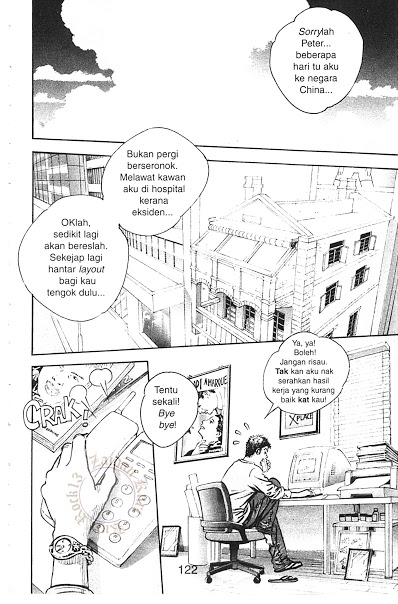 Sorrylah
Peter...
beberapa
hari tu aku
ke negara
China...
Bukan pergi
berseronok.
Melawat kawan
aku di hospital
kerana
eksiden...
OKlah,
sedikit lagi
akan bereslah.
Sekejap lagi
hantar layout
bagi kau
tengok dulu...
Ya, ya!
Boleh!
Jangan risau.
Tak kan aku nak
serahkan hasil
kerja yang kurang
baik kat kau!
Tentu
sekali!
Bye
bye!
CRAK!
X-PLACE
122